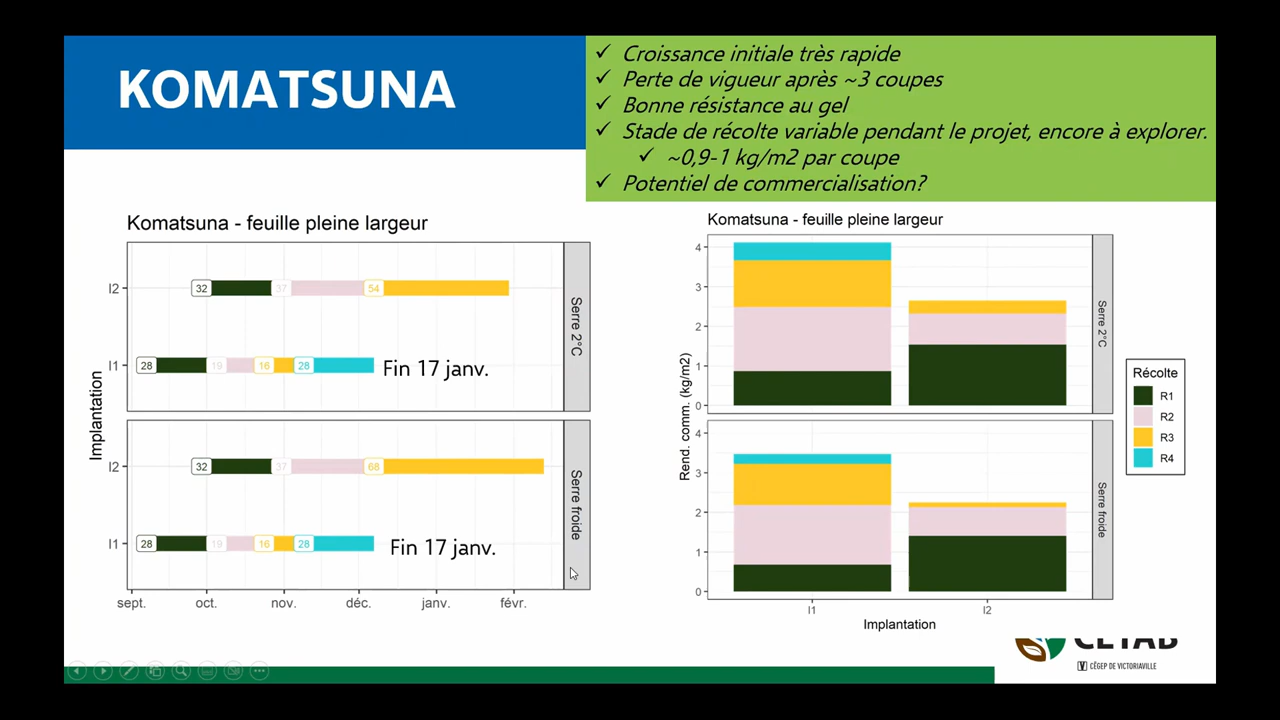 KOMATSUNA
✓ Croissance initiale très rapide
✓ Perte de vigueur après ~3 coupes
✓ Bonne résistance au gel
✓ Stade de récolte variable pendant le projet, encore à explorer.
✓ ~0,9-1 kg/m2 par coupe
✓ Potentiel de commercialisation?
Komatsuna - feuille pleine largeur
Implantation
I2
32
37
54
Serre 2°C
I1
28
19
16
28
Fin 17 janv.
I2
32
37
68
Serre froide
I1
28
19
16
28
Fin 17 janv.
sept. oct. nov. déc. janv. févr.
Komatsuna - feuille pleine largeur
Rend. comm. (kg/m2)
4
3
2
1
0
Serre 2°C
4
3
2
1
0
Serre froide
I1 I2
Implantation
Récolte
R1
R2
R3
R4
CETAB
CÉGEP DE VICTORIAVILLE